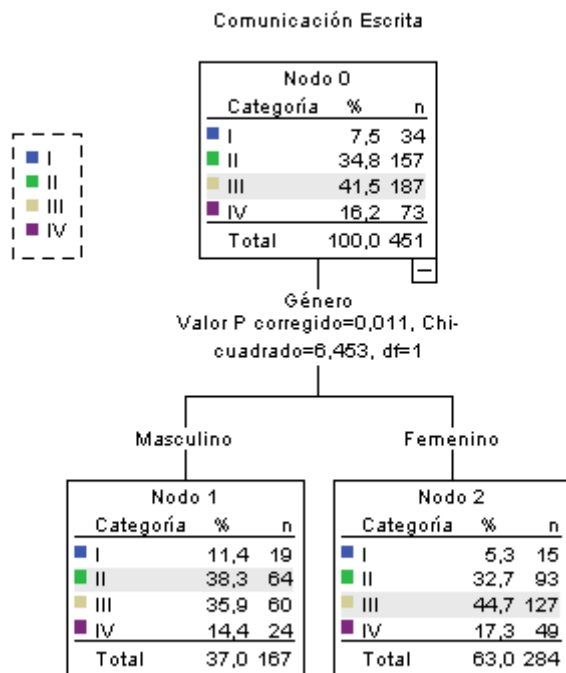 Comunicación Escrita
Nodo 0
Categoría % n
I 7,5 34
II 34,8 157
III 41,5 187
IV 16,2 73
Total 100,0 451
I
II
III
IV
Género
Valor P corregido=0,011, Chi-
cuadrado=6,453, df=1
Masculino
Femenino
Nodo 1
Categoría % n
I 11,4 19
II 38,3 64
III 35,9 60
IV 14,4 24
Total 37,0 167
Nodo 2
Categoría % n
I 5,3 15
II 32,7 93
III 44,7 127
IV 17,3 49
Total 63,0 284